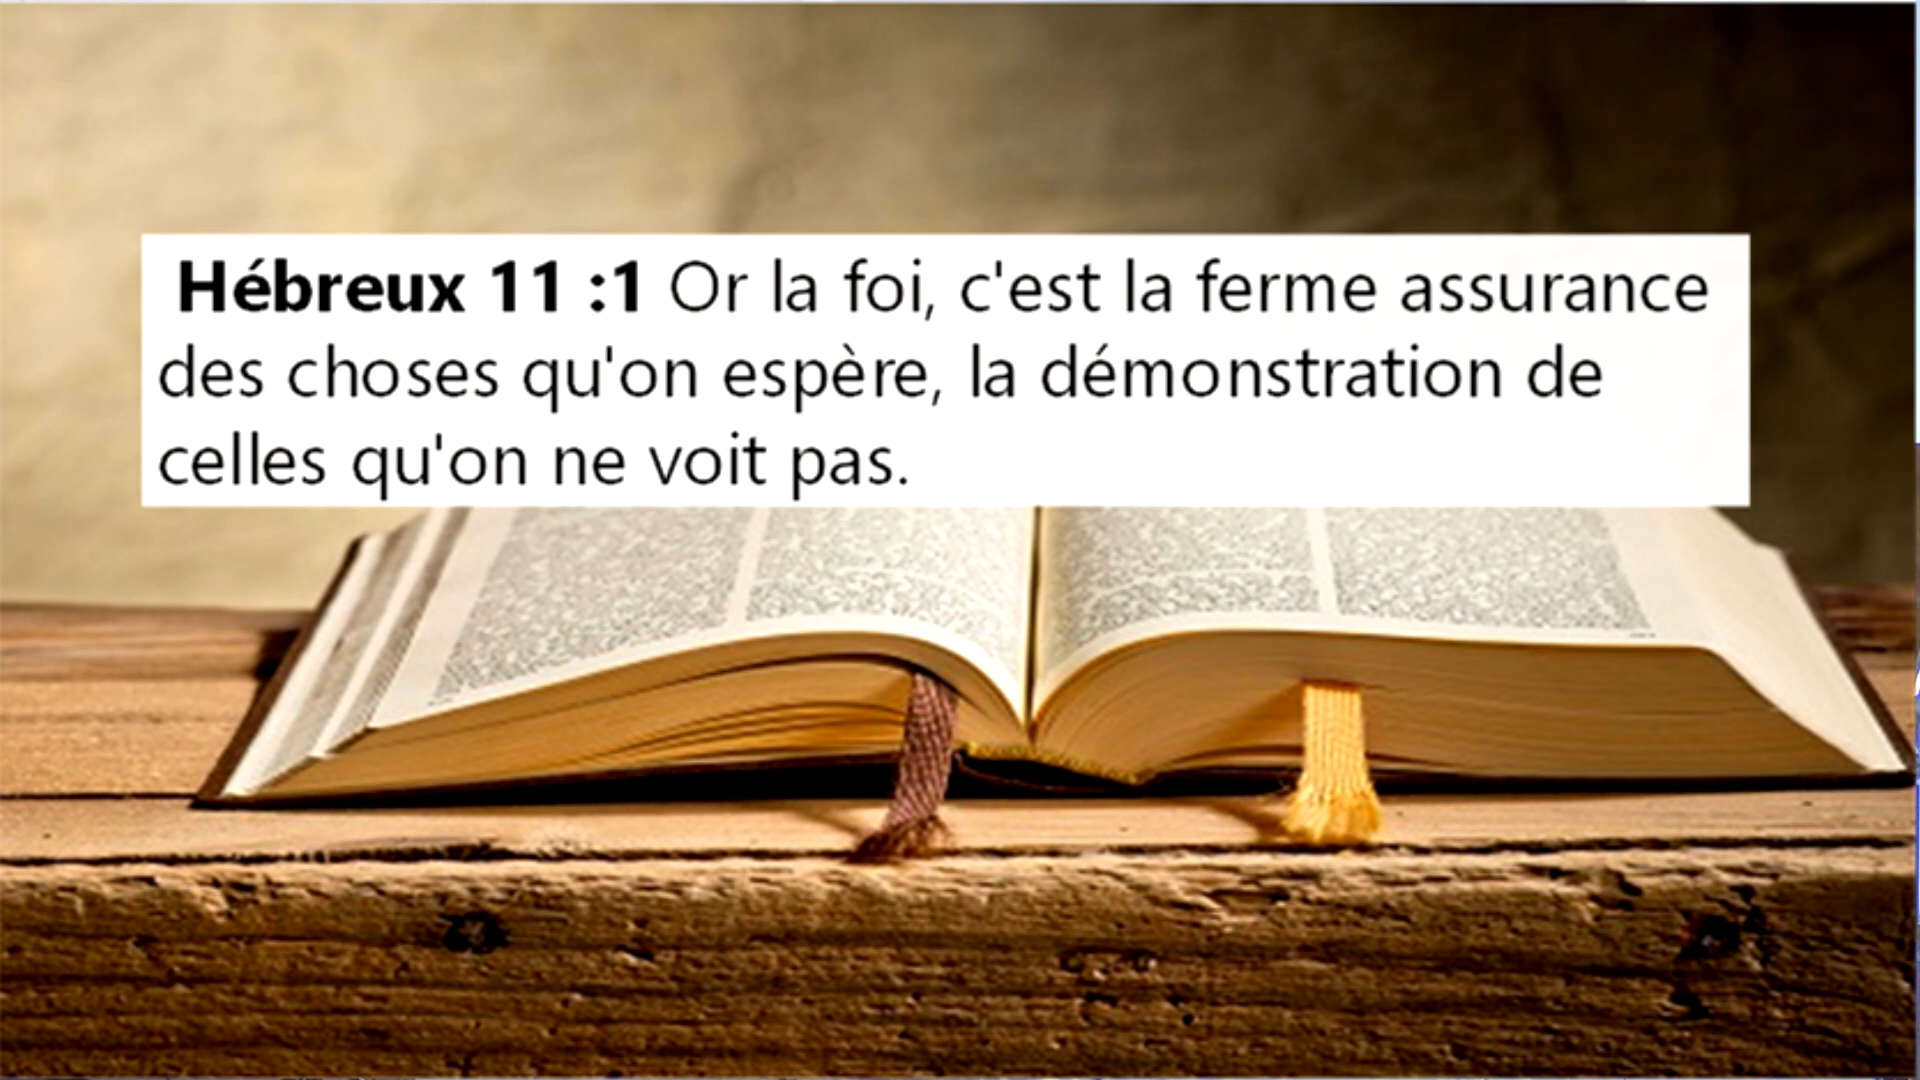 Hébreux 11 :1 Or la foi, c'est la ferme assurance
des choses qu'on espère, la démonstration de
celles qu'on ne voit pas.